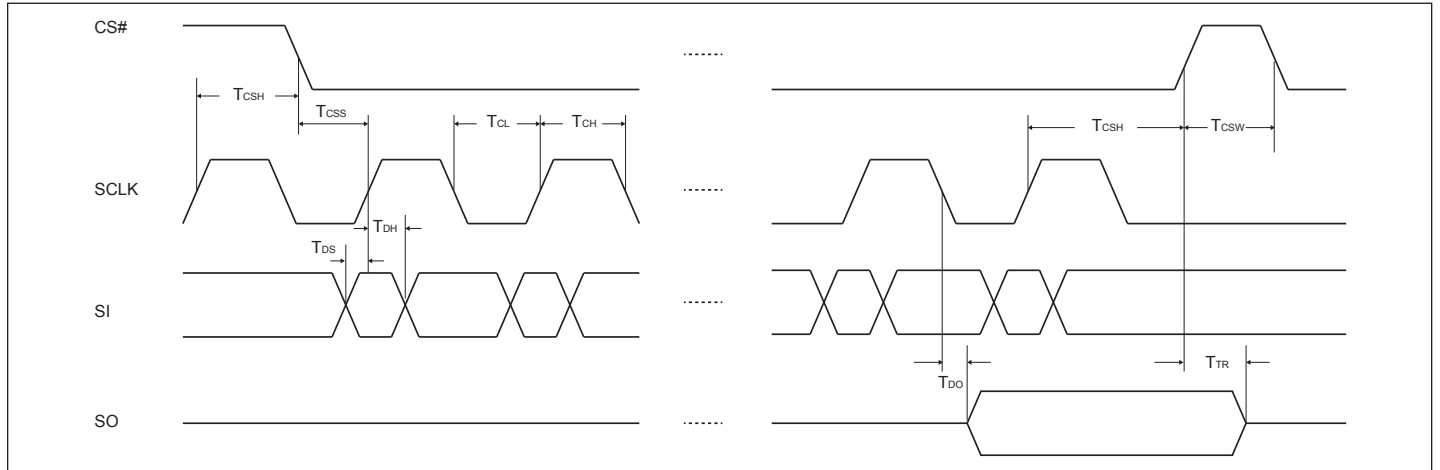 CS#
TCSH
TCSS
TCL
TCH
TCSH
TCSW
SCLK
TDH
TDS
SI
TDO
TTR
SO